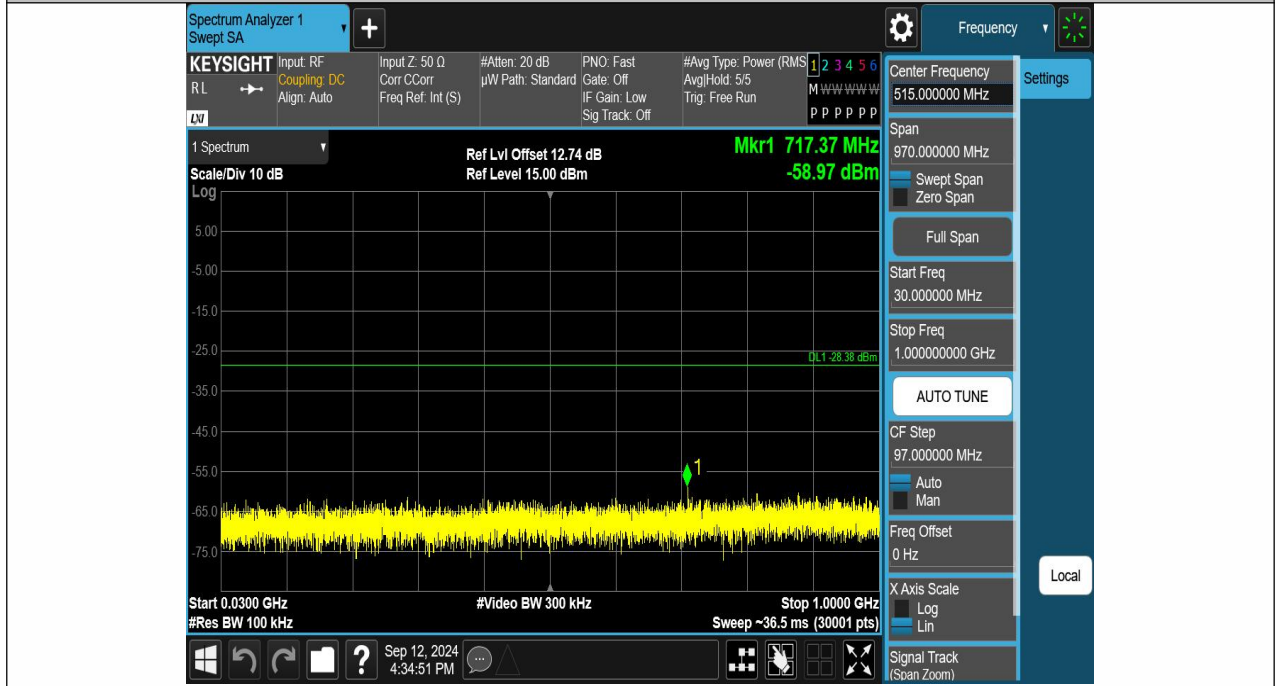 Spectrum Analyzer 1
Swept SA
+
Frequency
KEYSIGHT
RL
LXI
Input: RF
Coupling: DC
Align: Auto
Input Z: 50 Ω
Corr CCorr
Freq Ref: Int (S)
#Atten: 20 dB
µW Path: Standard
PNO: Fast
Gate: Off
IF Gain: Low
Sig Track: Off
#Avg Type: Power (RMS
Avg|Hold: 5/5
Trig: Free Run
1 2 3 4 5 6
M W W W W W
P P P P P P
1 Spectrum
Scale/Div 10 dB
Ref Lvl Offset 12.74 dB
Ref Level 15.00 dBm
Mkr1 717.37 MHz
-58.97 dBm
Log
5.00
-5.00
-15.0
-25.0
DL1 -28.38 dBm
-35.0
-45.0
-55.0
1
-65.0
-75.0
Start 0.0300 GHz
#Res BW 100 kHz
#Video BW 300 kHz
Stop 1.0000 GHz
Sweep ~36.5 ms (30001 pts)
Center Frequency
515.000000 MHz
Settings
Span
970.000000 MHz
Swept Span
Zero Span
Full Span
Start Freq
30.000000 MHz
Stop Freq
1.000000000 GHz
AUTO TUNE
CF Step
97.000000 MHz
Auto
Man
Freq Offset
0 Hz
X Axis Scale
Log
Lin
Local
Signal Track
(Span Zoom)
?
Sep 12, 2024
4:34:51 PM